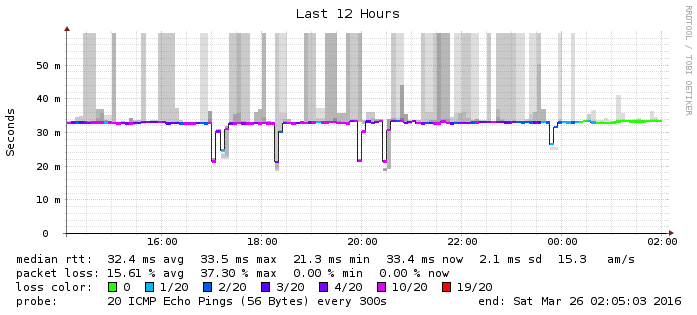 Last 12 Hours
RRDTOOL / TOBI OETIKER
Seconds
50 m
40 m
30 m
20 m
10 m
0
16:00 18:00 20:00 22:00 00:00 02:00
median rtt: 32.4 ms avg 33.5 ms max 21.3 ms min 33.4 ms now 2.1 ms sd 15.3 am/s
packet loss: 15.61 % avg 37.30 % max 0.00 % min 0.00 % now
loss color: 0 1/20 2/20 3/20 4/20 10/20 19/20
probe: 20 ICMP Echo Pings (56 Bytes) every 300s end: Sat Mar 26 02:05:03 2016